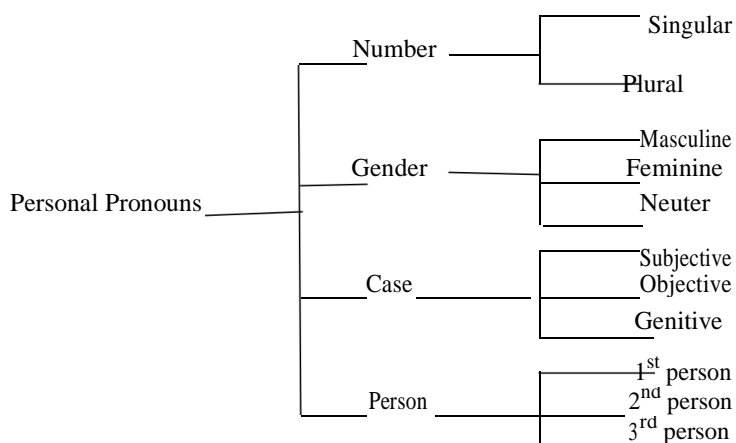 Singular
Number
Plural
Masculine
Gender
Feminine
Personal Pronouns
Neuter
Subjective
Case
Objective
Genitive
1st person
Person
2nd person
3rd person